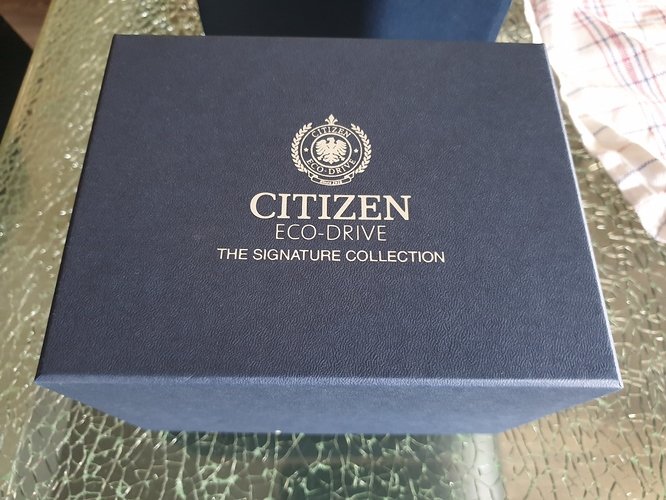 CITIZEN
ECO-DRIVE
CITIZEN
ECO-DRIVE
THE SIGNATURE COLLECTION